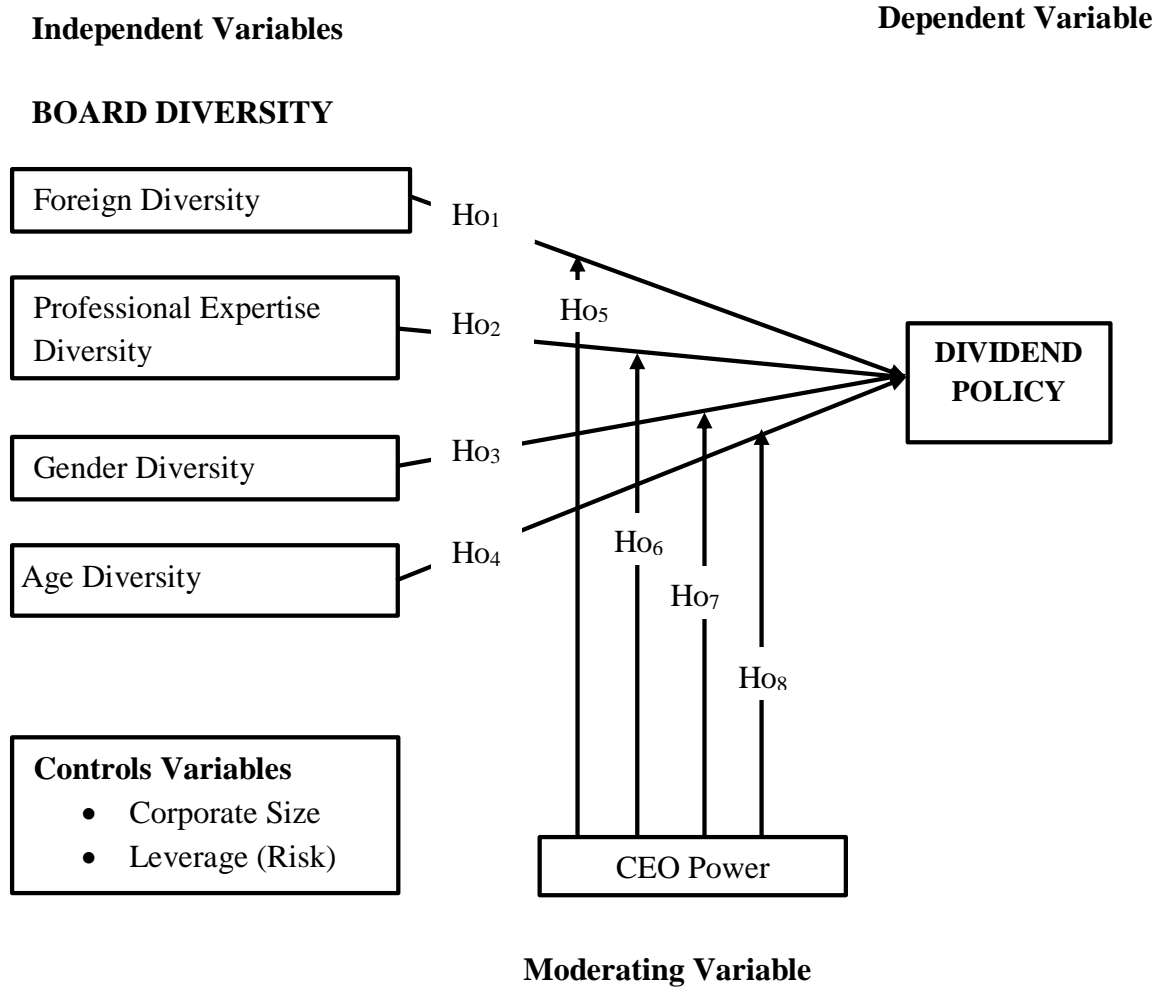 Independent Variables
Dependent Variable
BOARD DIVERSITY
Foreign Diversity
Ho1
Professional Expertise
Diversity
Ho2
Ho5
DIVIDEND
POLICY
Gender Diversity
Ho3
Age Diversity
Ho4
Ho6
Ho7
Ho8
Controls Variables
• Corporate Size
• Leverage (Risk)
CEO Power
Moderating Variable